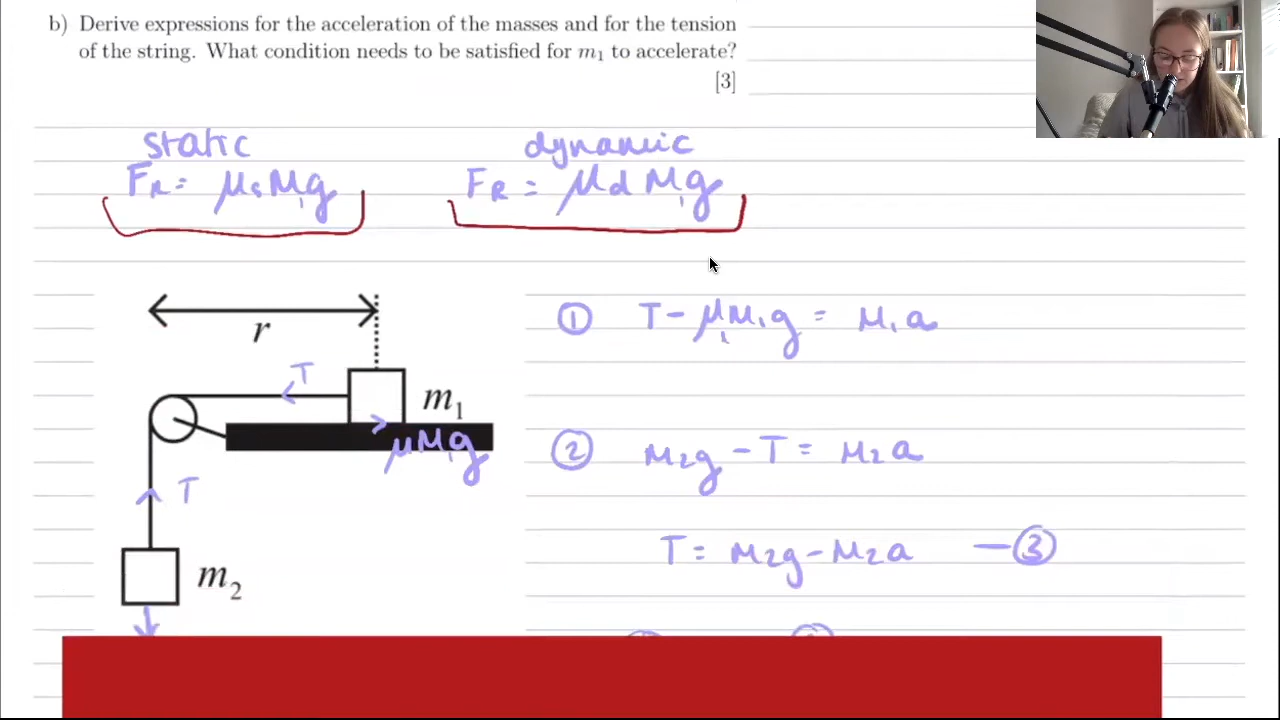 b) Derive expressions for the acceleration of the masses and for the tension
of the string. What condition needs to be satisfied for m₁ to accelerate?
[3]
static dynamic
F_R = μ_s M₁g F_R = μ_d M₁g
r
① T - μM₁g = M₁a
T
m₁
μM₁g
② M₂g - T = M₂a
T
T = M₂g - M₂a — ③
m₂